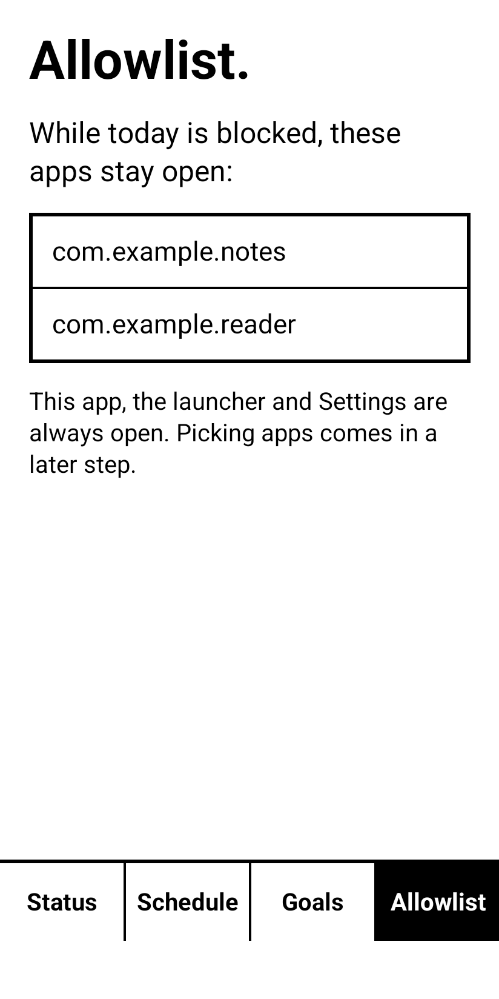 Allowlist.
While today is blocked, these
apps stay open:
com.example.notes
com.example.reader
This app, the launcher and Settings are
always open. Picking apps comes in a
later step.
Status
Schedule
Goals
Allowlist